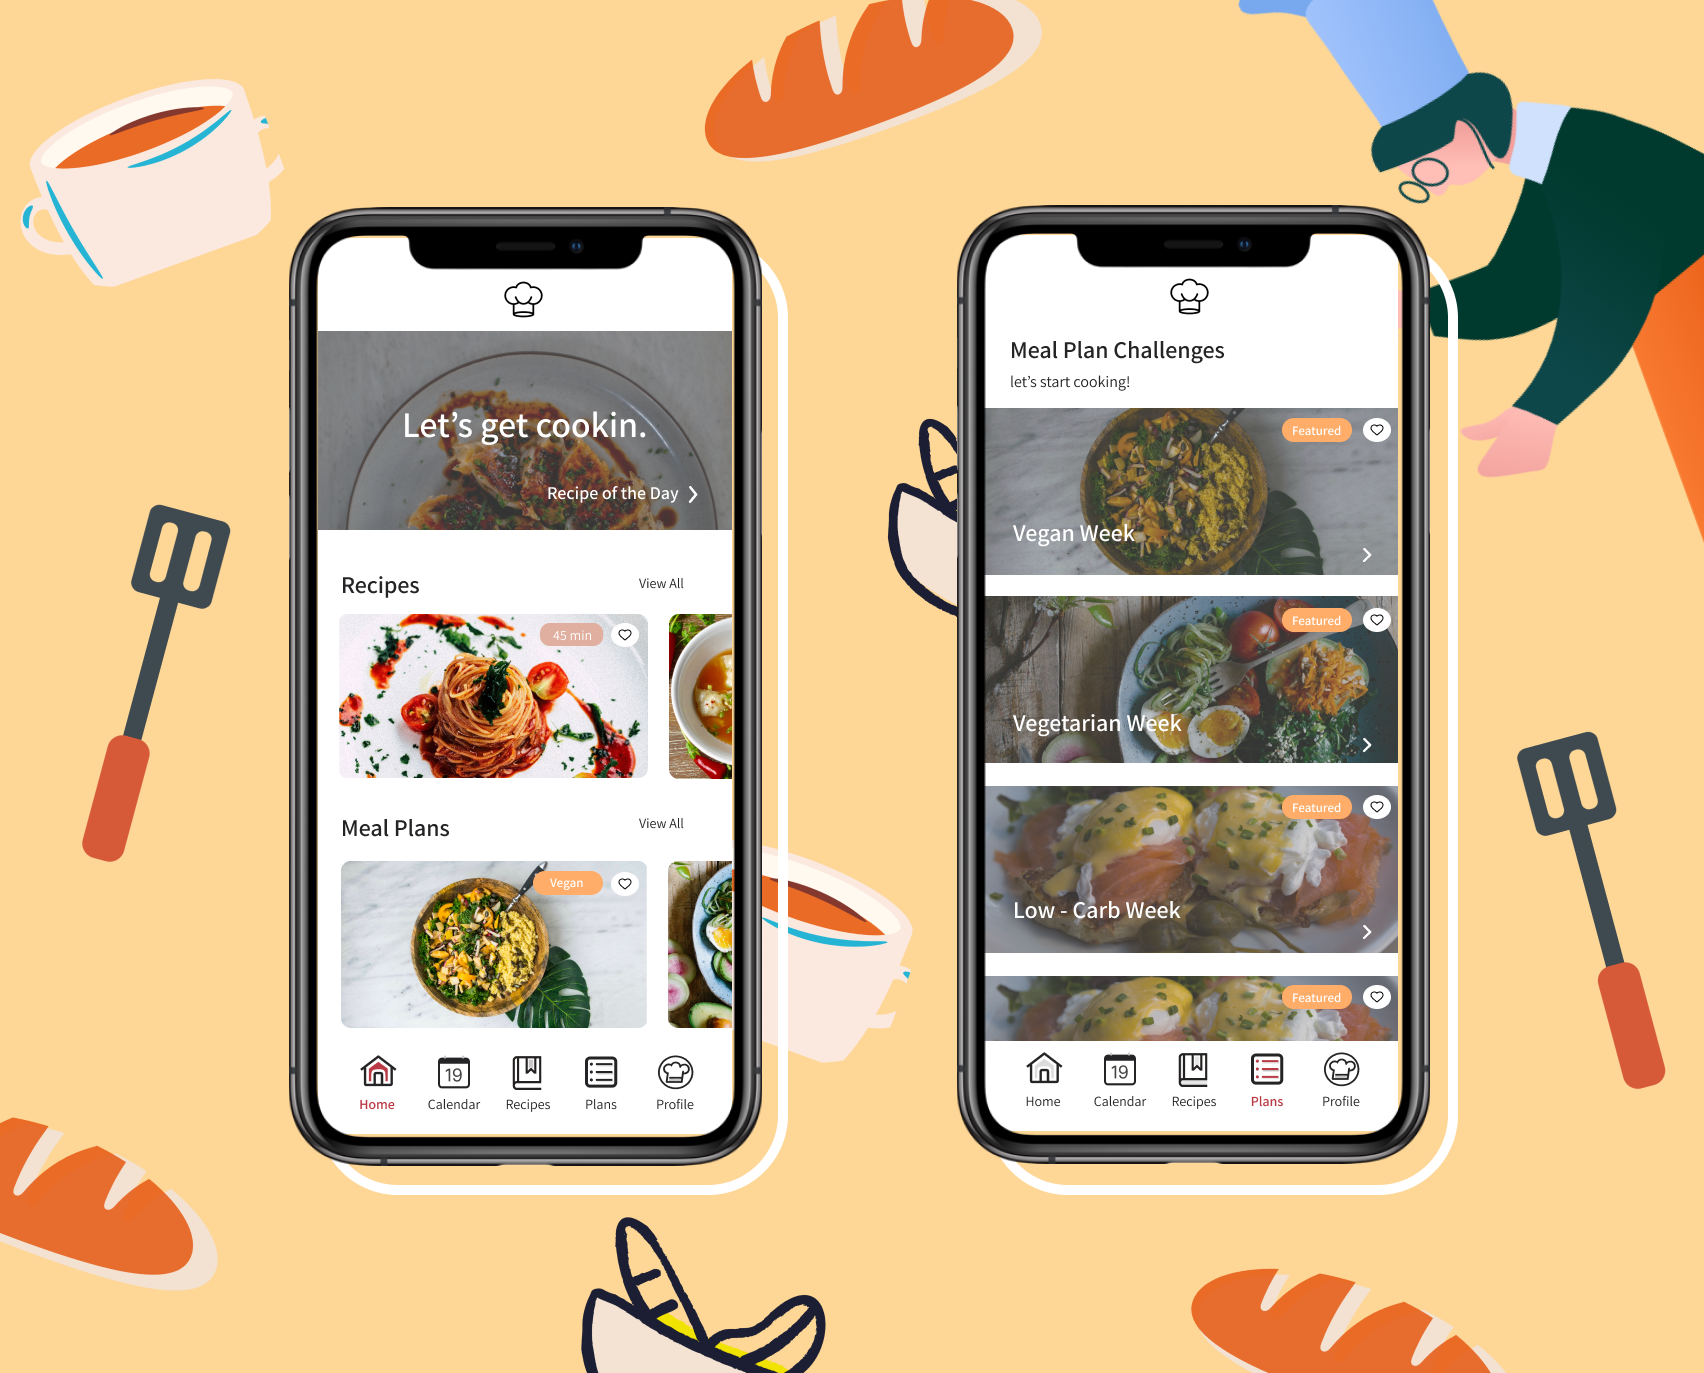 Let's get cookin.
Recipe of the Day
Recipes
View All
45 min
Meal Plans
View All
Vegan
19
Home
Calendar
Recipes
Plans
Profile
Meal Plan Challenges
let's start cooking!
Featured
Vegan Week
Featured
Vegetarian Week
Featured
Low - Carb Week
Featured
19
Home
Calendar
Recipes
Plans
Profile